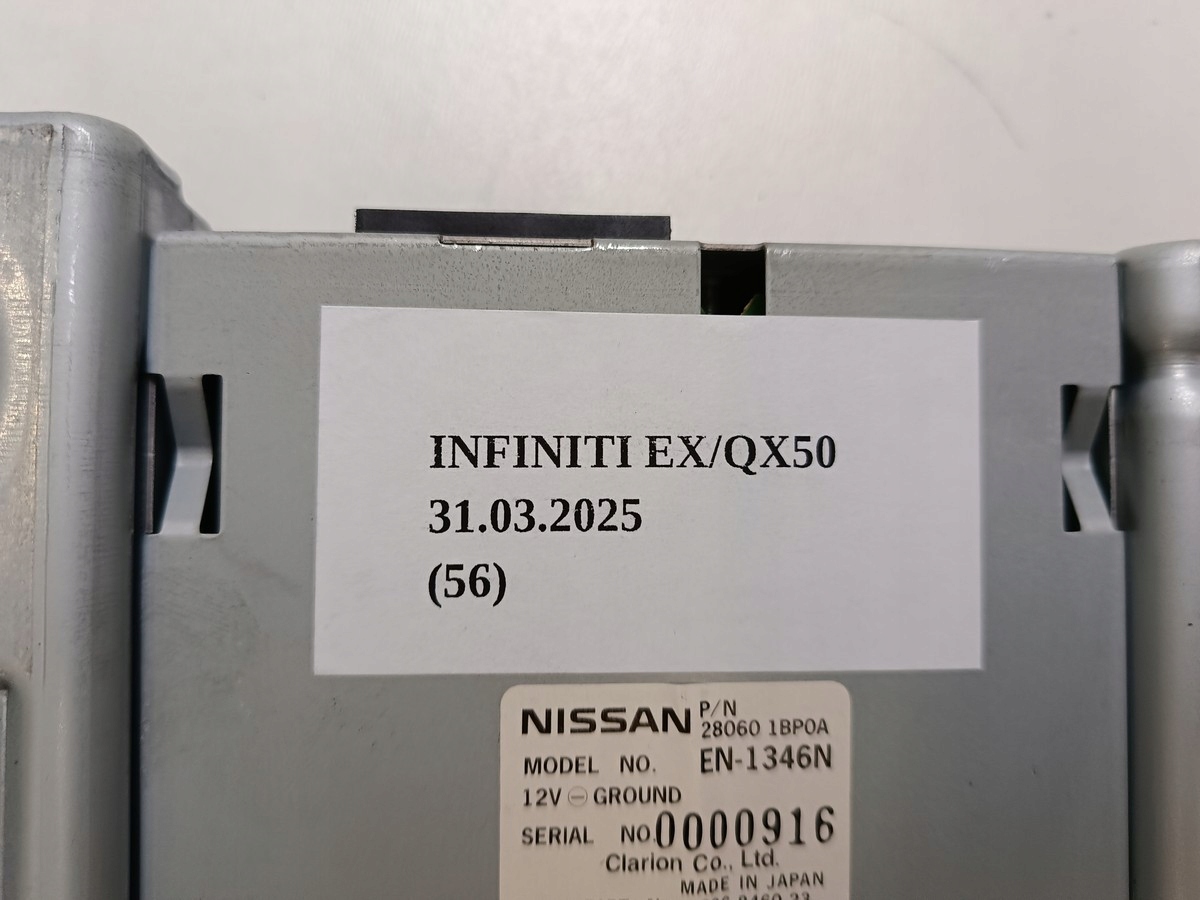 INFINITI EX/QX50
31.03.2025
(56)
NISSAN P/N
28060 1BP0A
MODEL NO. EN-1346N
12V ⊖ GROUND
SERIAL NO. 0000916
Clarion Co., Ltd.
MADE IN JAPAN